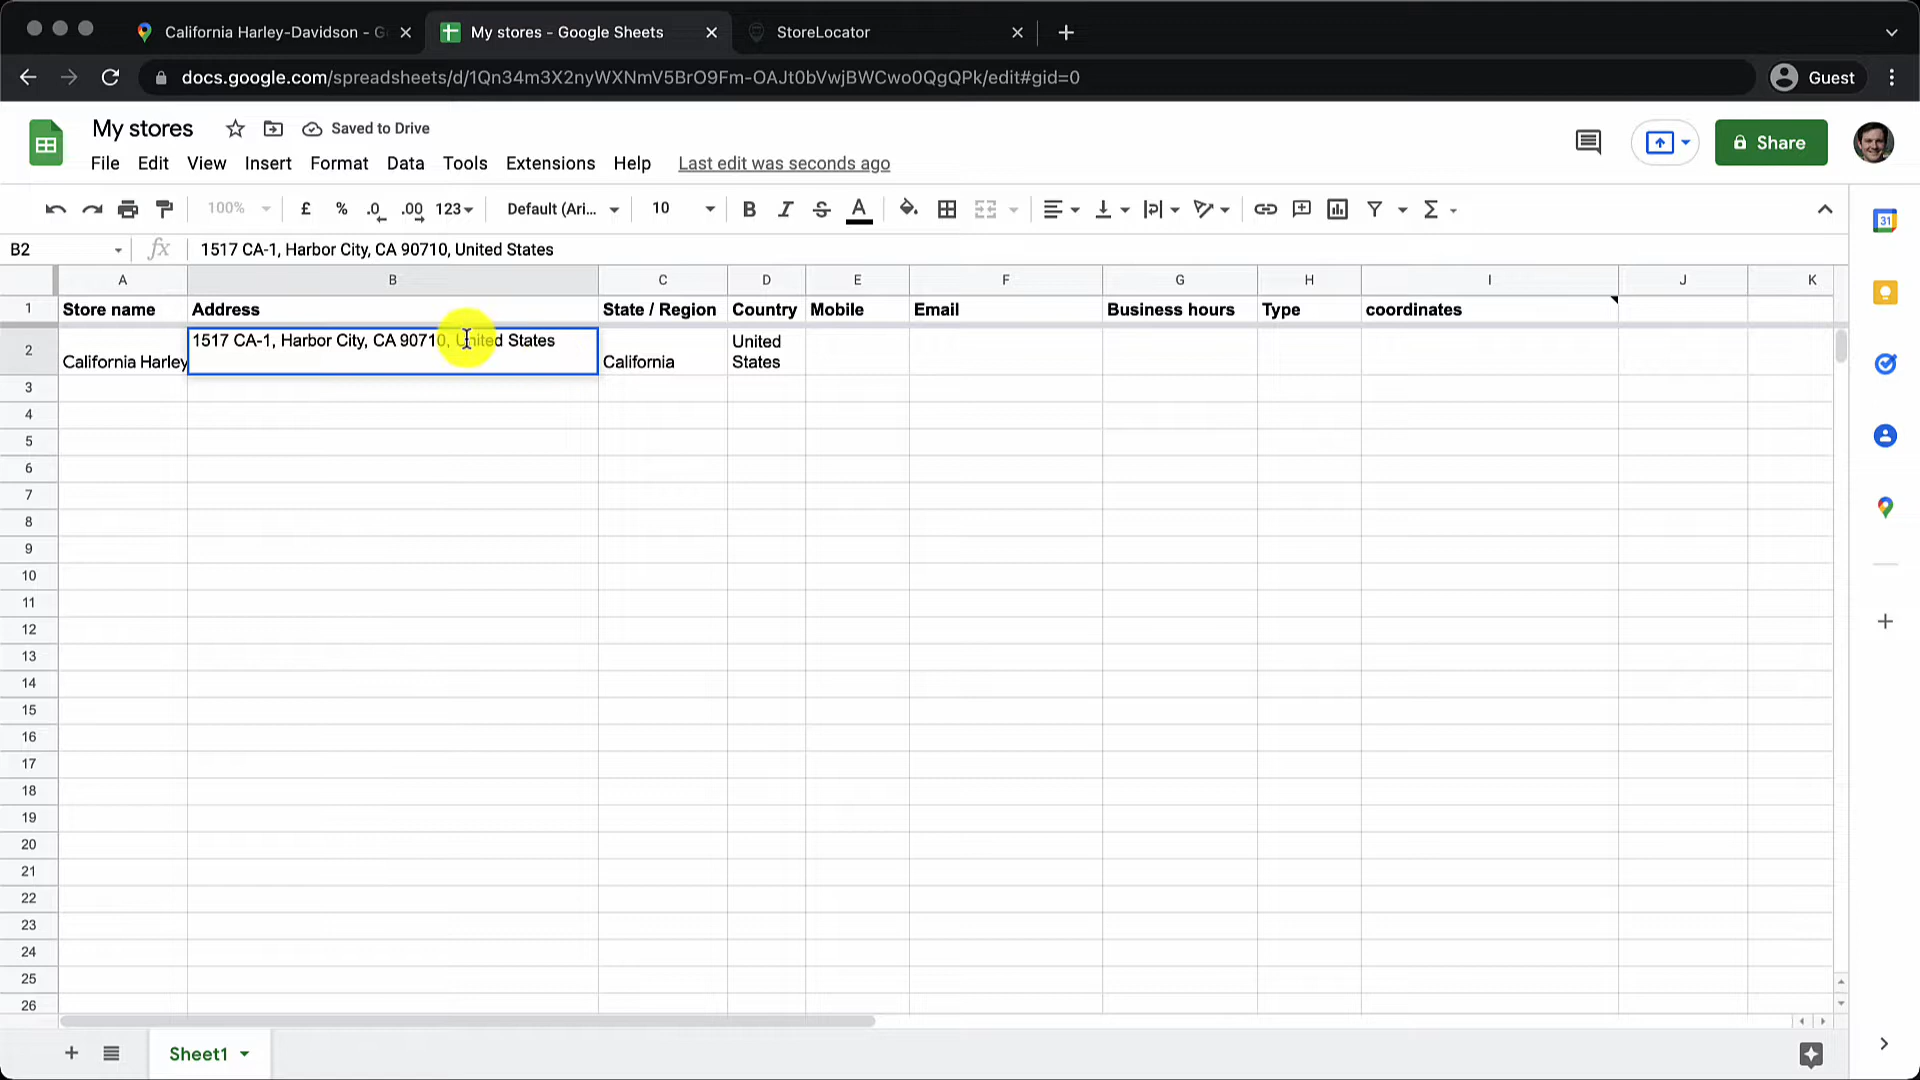 California Harley-Davidson - G
My stores - Google Sheets
StoreLocator
docs.google.com/spreadsheets/d/1Qn34m3X2nyWXNmV5BrO9Fm-OAJt0bVwjBWCwo0QgQPk/edit#gid=0
Guest
My stores
Saved to Drive
Share
File Edit View Insert Format Data Tools Extensions Help Last edit was seconds ago
100% £ % .0 .00 123 Default (Ari... 10 B I S A Σ
31
B2 fx 1517 CA-1, Harbor City, CA 90710, United States
A B C D E F G H I J K
1 Store name Address State / Region Country Mobile Email Business hours Type coordinates
2 California Harley 1517 CA-1, Harbor City, CA 90710, United States California United
States
3
4
5
6
7
8
9
10
11
12
13
14
15
16
17
18
19
20
21
22
23
24
25
26
Sheet1